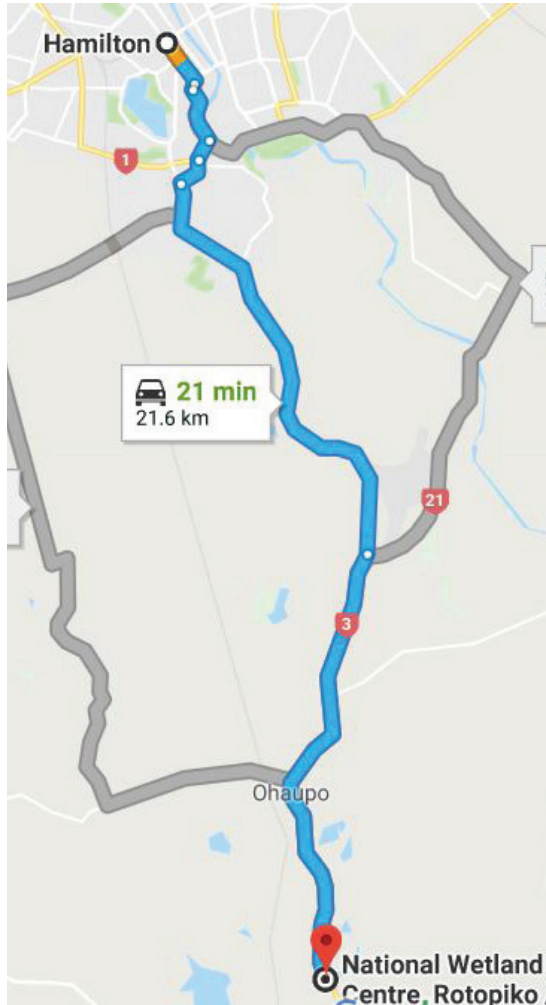 Hamilton
1
21 min
21.6 km
21
3
Ohaupo
National Wetland
Centre, Rotopiko